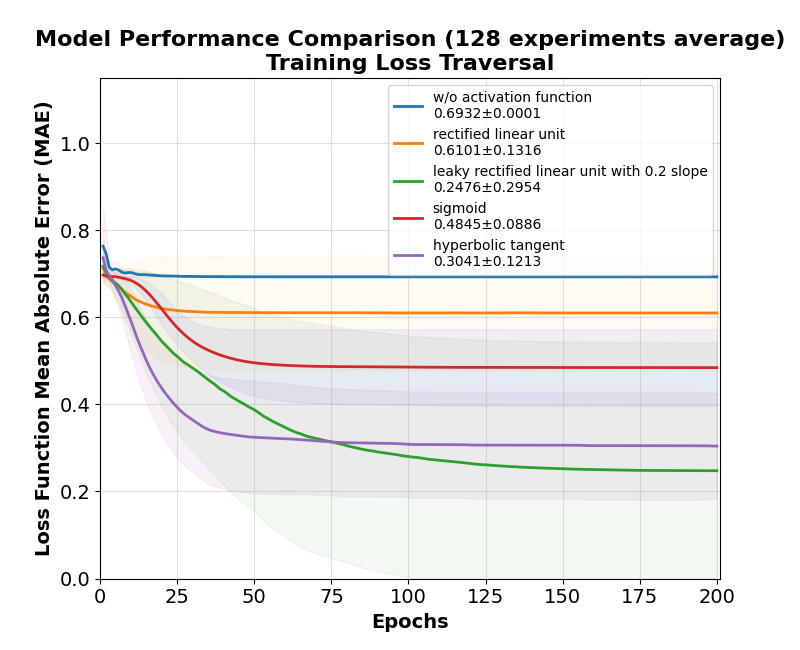 Model Performance Comparison (128 experiments average)
Training Loss Traversal
w/o activation function
0.6932±0.0001
rectified linear unit
0.6101±0.1316
leaky rectified linear unit with 0.2 slope
0.2476±0.2954
sigmoid
0.4845±0.0886
hyperbolic tangent
0.3041±0.1213
Loss Function Mean Absolute Error (MAE)
1.0
0.8
0.6
0.4
0.2
0.0
0 25 50 75 100 125 150 175 200
Epochs